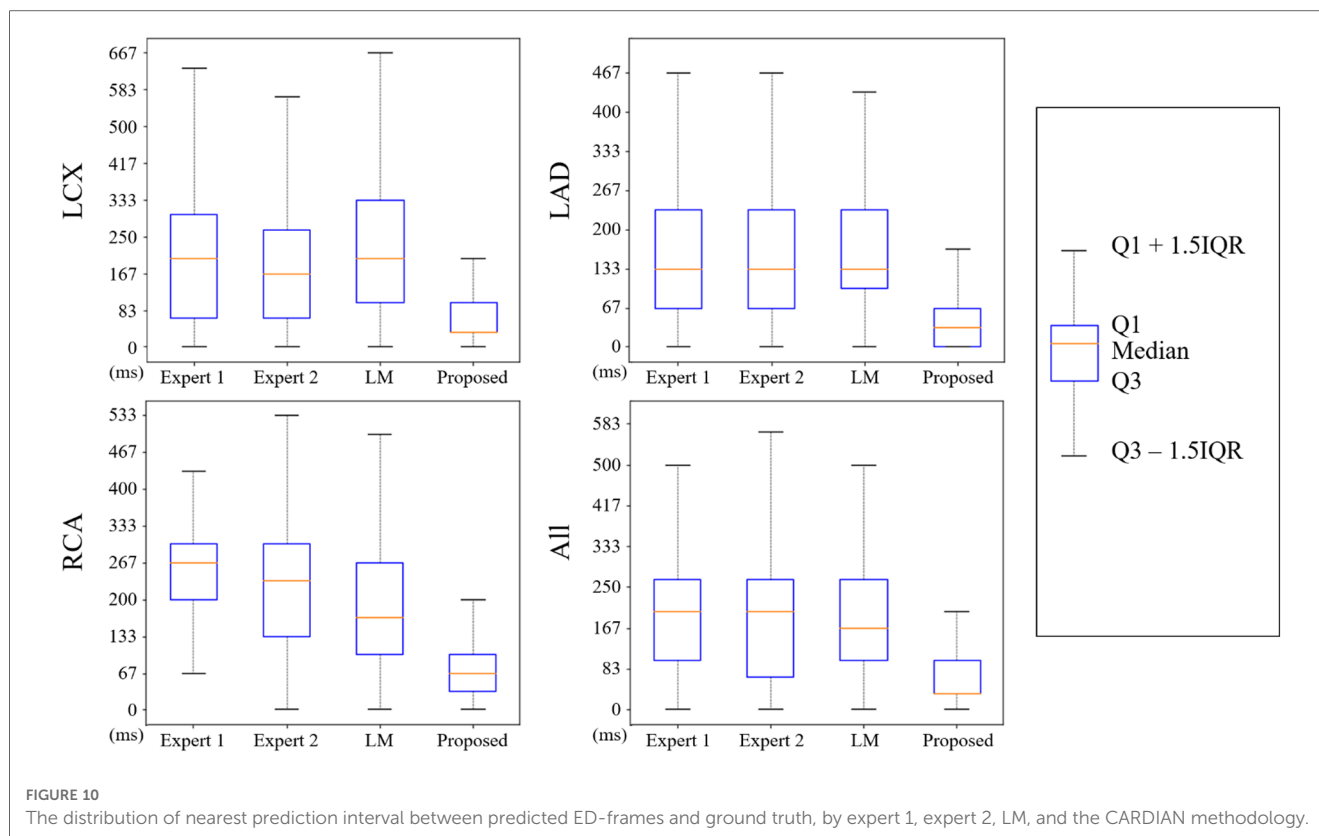 LCX
667
583
500
417
333
250
167
83
0
(ms)
Expert 1 Expert 2 LM Proposed
LAD
467
400
333
267
200
133
67
0
(ms)
Expert 1 Expert 2 LM Proposed
RCA
533
467
400
333
267
200
133
67
0
(ms)
Expert 1 Expert 2 LM Proposed
All
583
500
417
333
250
167
83
0
(ms)
Expert 1 Expert 2 LM Proposed
Q1 + 1.5IQR
Q1
Median
Q3
Q3 – 1.5IQR
FIGURE 10
The distribution of nearest prediction interval between predicted ED-frames and ground truth, by expert 1, expert 2, LM, and the CARDIAN methodology.